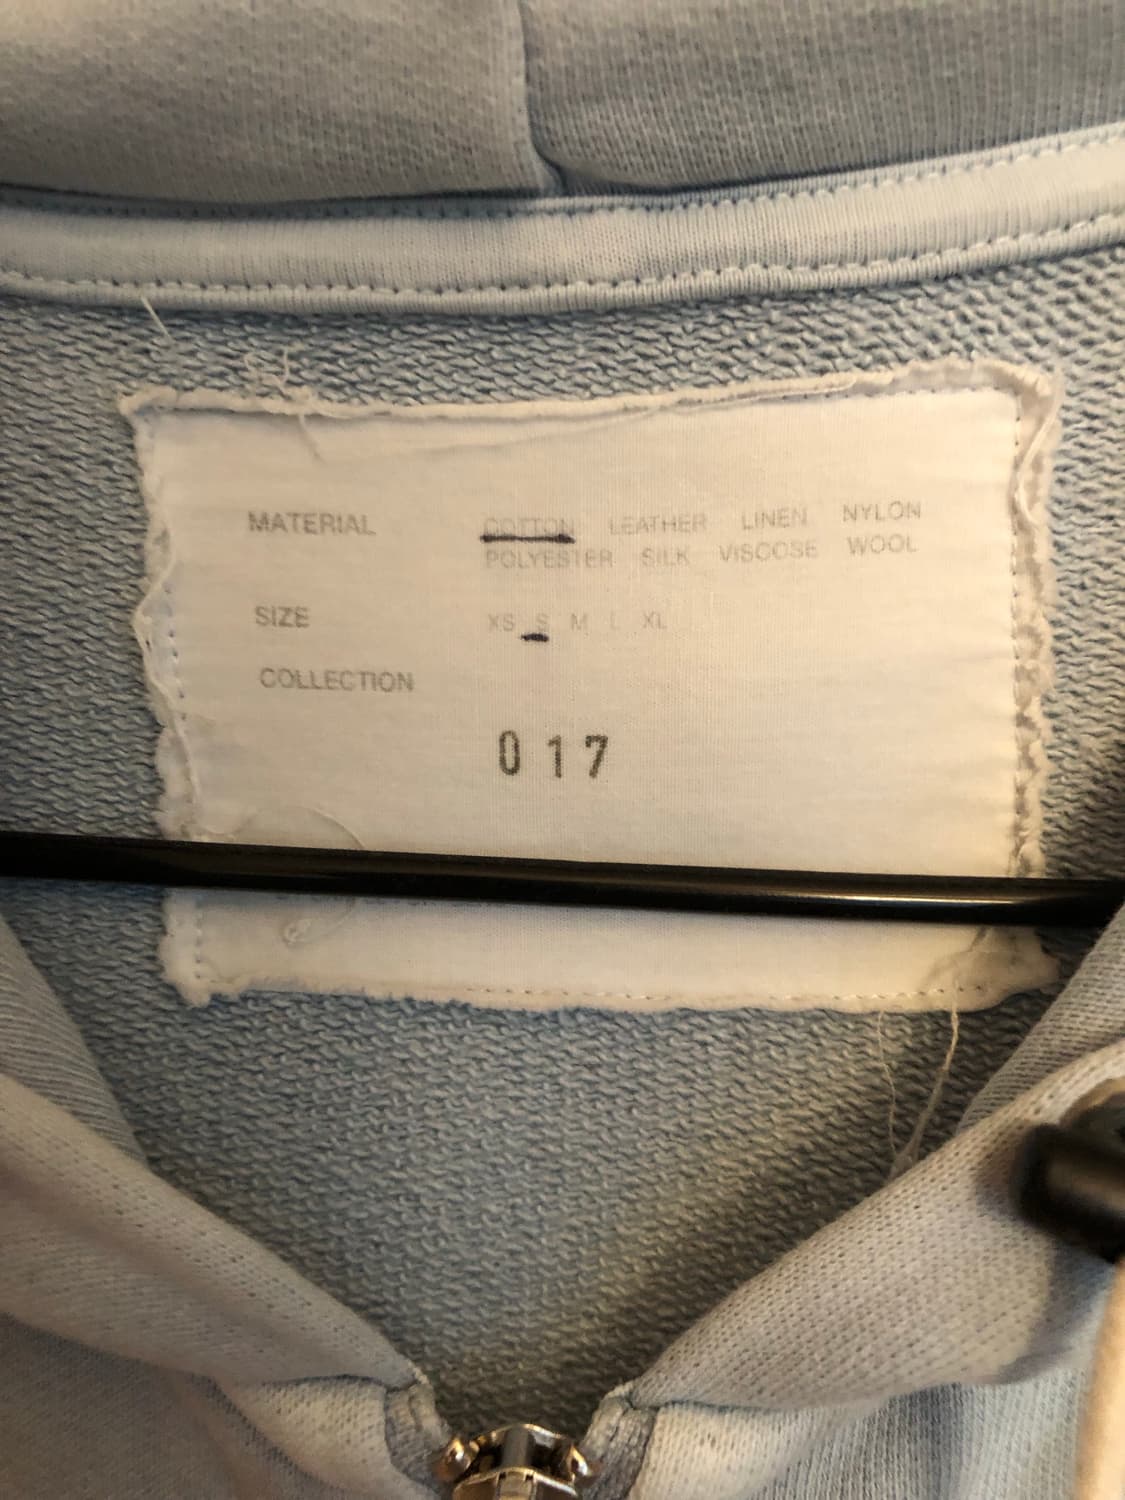 MATERIAL COTTON LEATHER LINEN NYLON
POLYESTER SILK VISCOSE WOOL
SIZE XS S M L XL
COLLECTION
017